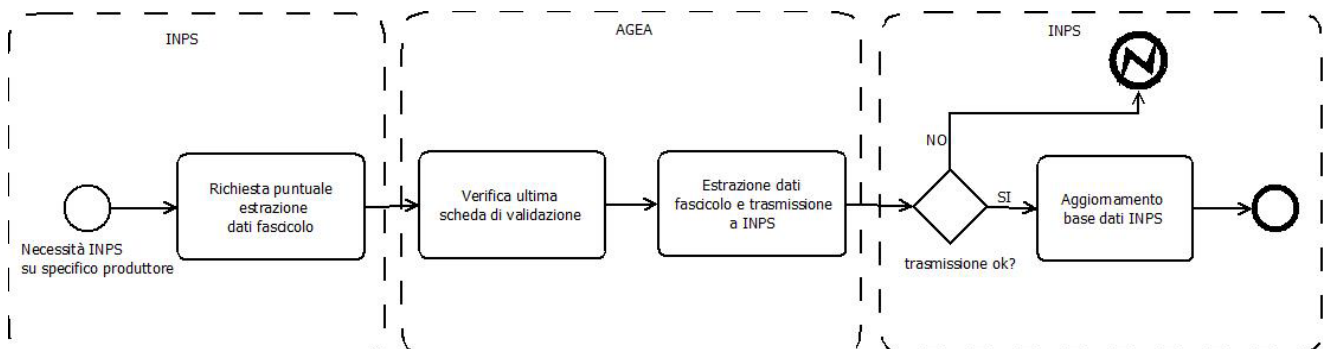 INPS
Necessità INPS
su specifico produttore
Richiesta puntuale
estrazione
dati fascicolo
AGEA
Verifica ultima
scheda di validazione
Estrazione dati
fascicolo e trasmissione
a INPS
INPS
NO
SI
trasmissione ok?
Aggiornamento
base dati INPS